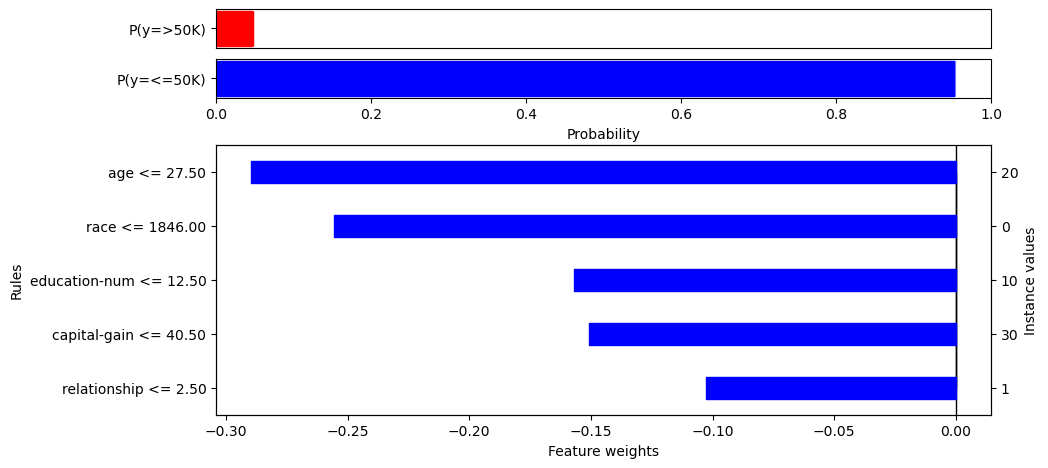 P(y=>50K)
P(y=<=50K)
0.0 0.2 0.4 0.6 0.8 1.0
Probability
Rules
age <= 27.50 20
race <= 1846.00 0
education-num <= 12.50 10
capital-gain <= 40.50 30
relationship <= 2.50 1
Instance values
−0.30 −0.25 −0.20 −0.15 −0.10 −0.05 0.00
Feature weights